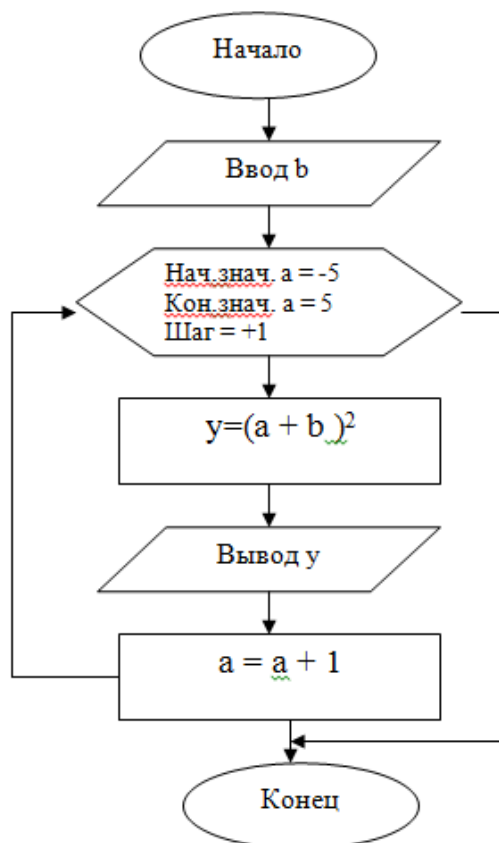 Начало
Ввод b
Нач.знач. a = -5
Кон.знач. a = 5
Шаг = +1
y=(a + b )²
Вывод y
a = a + 1
Конец